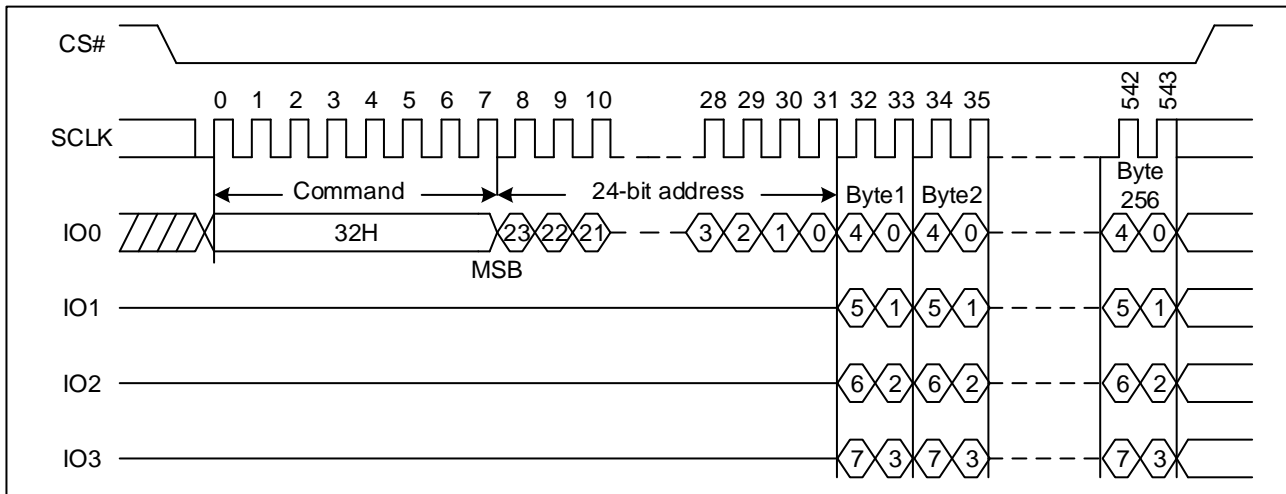 CS#
542 543
0 1 2 3 4 5 6 7 8 9 10 28 29 30 31 32 33 34 35
SCLK
Command 24-bit address Byte1 Byte2 Byte 256
IO0 32H 23 22 21 3 2 1 0 4 0 4 0 4 0
MSB
IO1 5 1 5 1 5 1
IO2 6 2 6 2 6 2
IO3 7 3 7 3 7 3